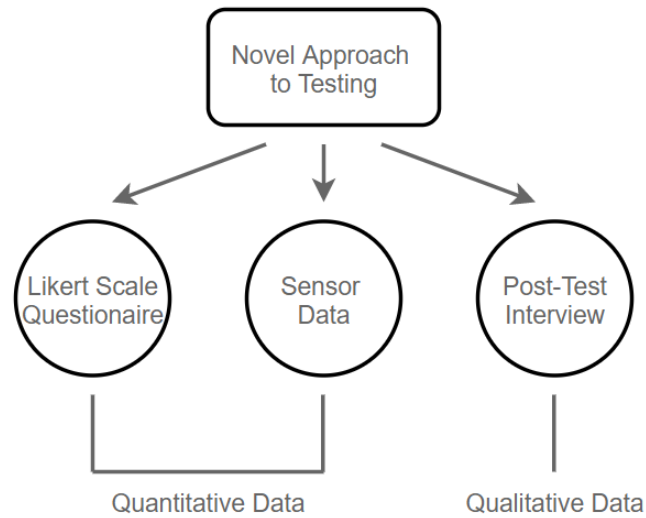 Novel Approach
to Testing
Likert Scale
Questionaire
Sensor
Data
Post-Test
Interview
Quantitative Data
Qualitative Data